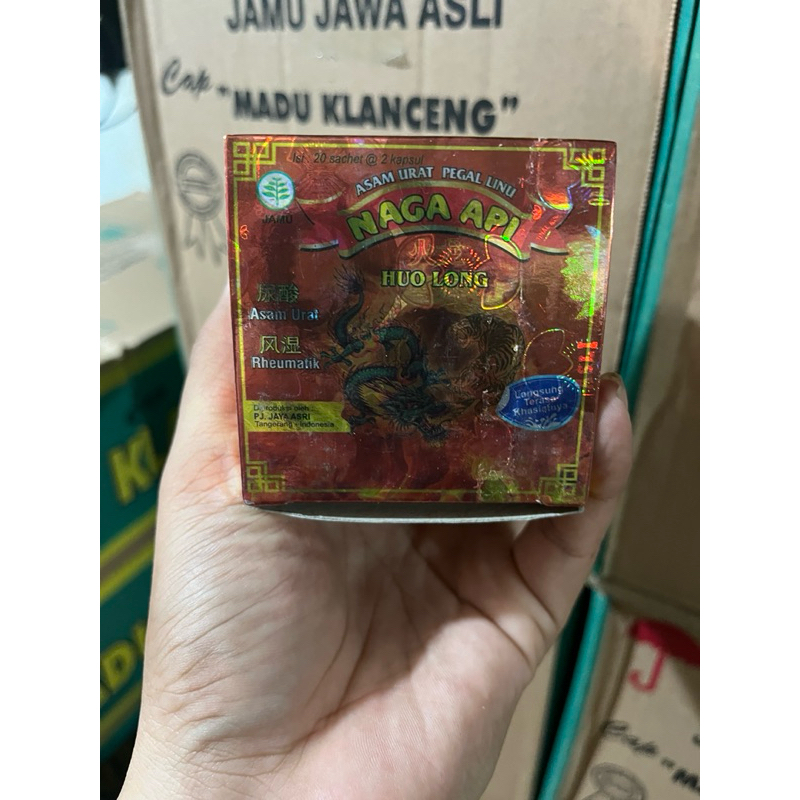 JAMU JAWA ASLI
Cap "MADU KLANCENG"
Isi : 20 sachet @ 2 kapsul
JAMU
ASAM URAT PEGAL LINU
NAGA API
HUO LONG
尿酸
Asam Urat
风湿
Rheumatik
Diproduksi oleh:
PJ. JAYA ASRI
Tangerang - Indonesia
Langsung
Terasa
Khasiatnya
Cap